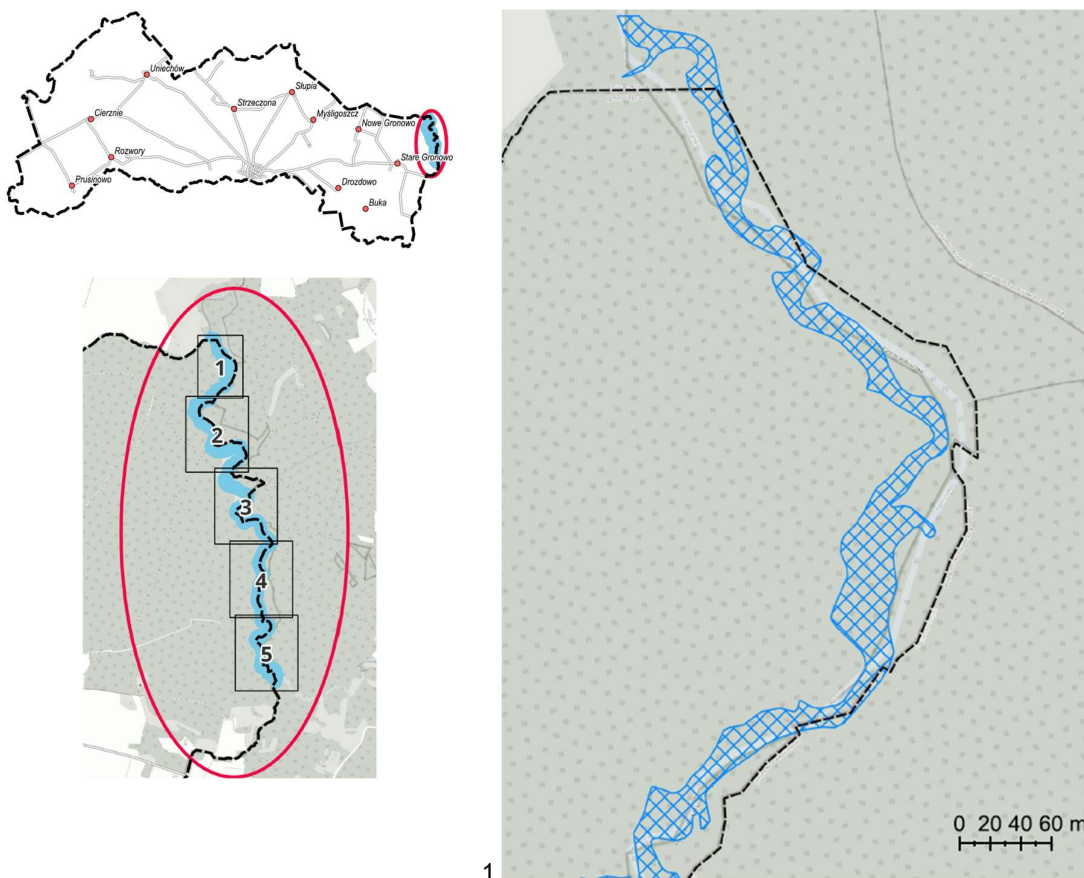 Uniechów
Słupia
Strzeczona
Myśligoszcz
Cierznie
Nowe Gronowo
Rozwory
Stare Gronowo
Prusinowo
Drozdowo
Buka
1
2
3
4
5
0 20 40 60 m
1